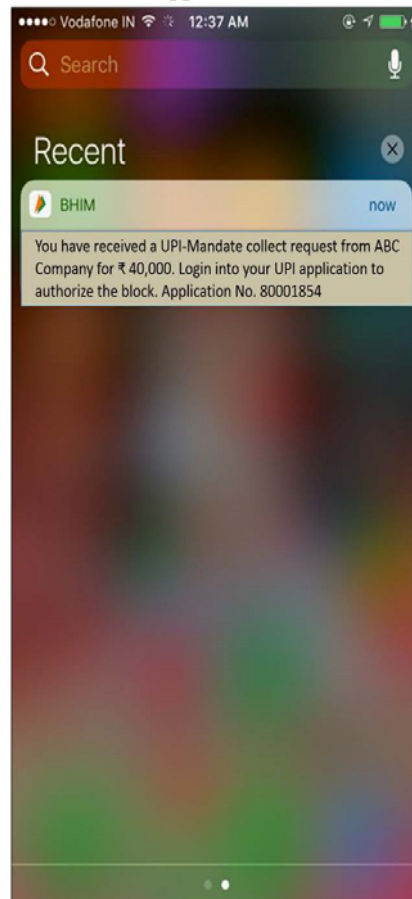 Vodafone IN 12:37 AM
Search
Recent
BHIM now
You have received a UPI-Mandate collect request from ABC
Company for ₹ 40,000. Login into your UPI application to
authorize the block. Application No. 80001854